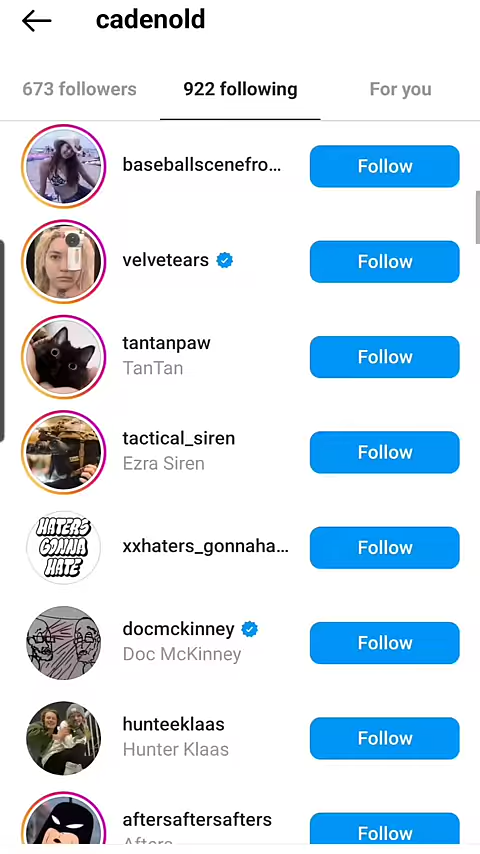 cadenold
673 followers
922 following
For you
baseballscenefro...
Follow
velvetears
Follow
tantanpaw
TanTan
Follow
tactical_siren
Ezra Siren
Follow
HATERS
GONNA
HATE
xxhaters_gonnaha...
Follow
docmckinney
Doc McKinney
Follow
hunteeklaas
Hunter Klaas
Follow
aftersaftersafters
Afters
Follow